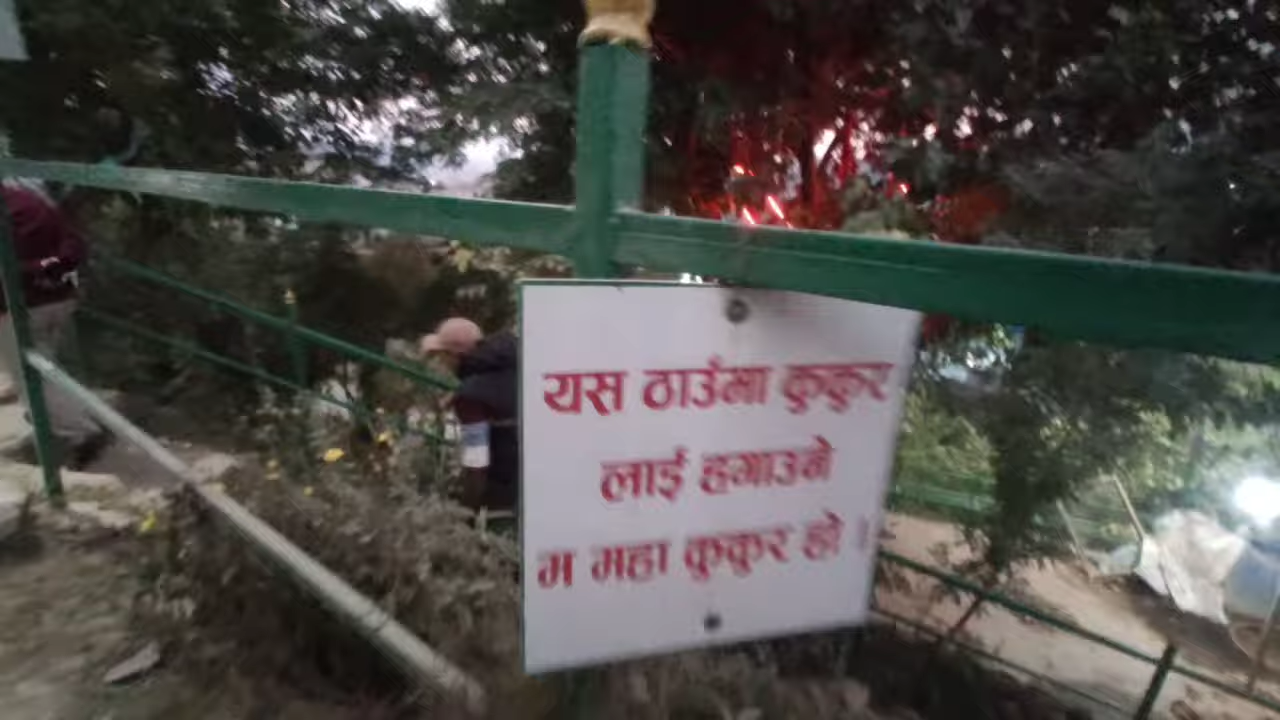 यस ठाउँमा कुकुर
लाई हगाउने
म महा कुकुर हो ।